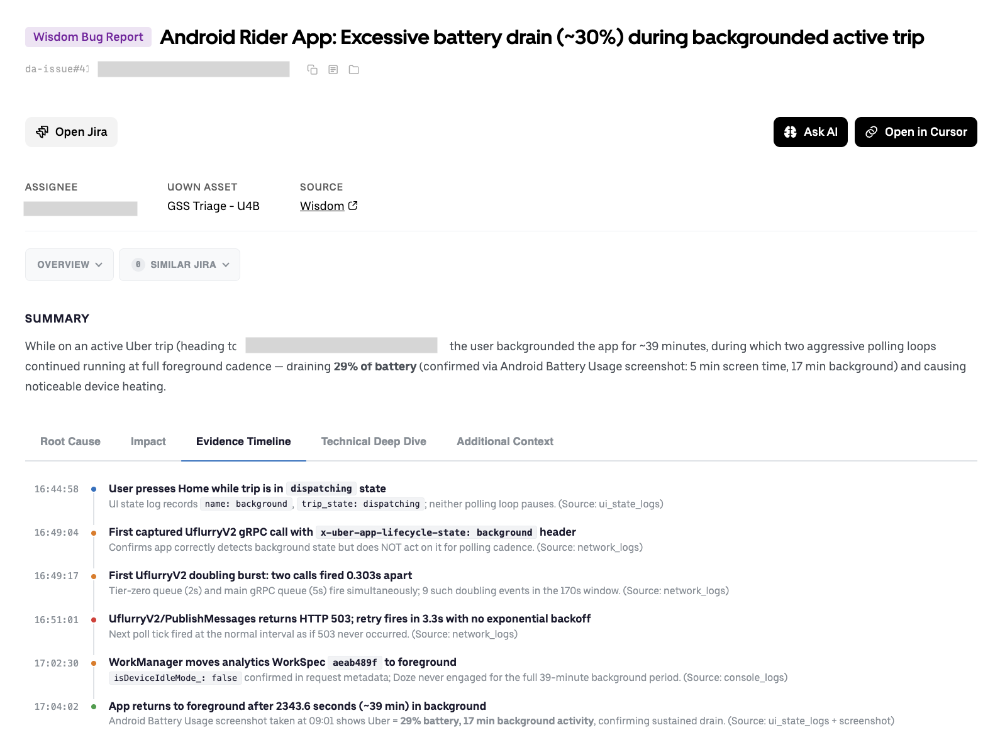 Wisdom Bug Report Android Rider App: Excessive battery drain (~30%) during backgrounded active trip
da-issue#41
Open Jira
Ask AI
Open in Cursor
ASSIGNEE
UOWN ASSET
GSS Triage - U4B
SOURCE
Wisdom
OVERVIEW
0 SIMILAR JIRA
SUMMARY
While on an active Uber trip (heading to the user backgrounded the app for ~39 minutes, during which two aggressive polling loops
continued running at full foreground cadence — draining 29% of battery (confirmed via Android Battery Usage screenshot: 5 min screen time, 17 min background) and causing
noticeable device heating.
Root Cause
Impact
Evidence Timeline
Technical Deep Dive
Additional Context
16:44:58 User presses Home while trip is in dispatching state
UI state log records name: background, trip_state: dispatching; neither polling loop pauses. (Source: ui_state_logs)
16:49:04 First captured UflurryV2 gRPC call with x-uber-app-lifecycle-state: background header
Confirms app correctly detects background state but does NOT act on it for polling cadence. (Source: network_logs)
16:49:17 First UflurryV2 doubling burst: two calls fired 0.303s apart
Tier-zero queue (2s) and main gRPC queue (5s) fire simultaneously; 9 such doubling events in the 170s window. (Source: network_logs)
16:51:01 UflurryV2/PublishMessages returns HTTP 503; retry fires in 3.3s with no exponential backoff
Next poll tick fired at the normal interval as if 503 never occurred. (Source: network_logs)
17:02:30 WorkManager moves analytics WorkSpec aeab489f to foreground
isDeviceIdleMode_: false confirmed in request metadata; Doze never engaged for the full 39-minute background period. (Source: console_logs)
17:04:02 App returns to foreground after 2343.6 seconds (~39 min) in background
Android Battery Usage screenshot taken at 09:01 shows Uber = 29% battery, 17 min background activity, confirming sustained drain. (Source: ui_state_logs + screenshot)